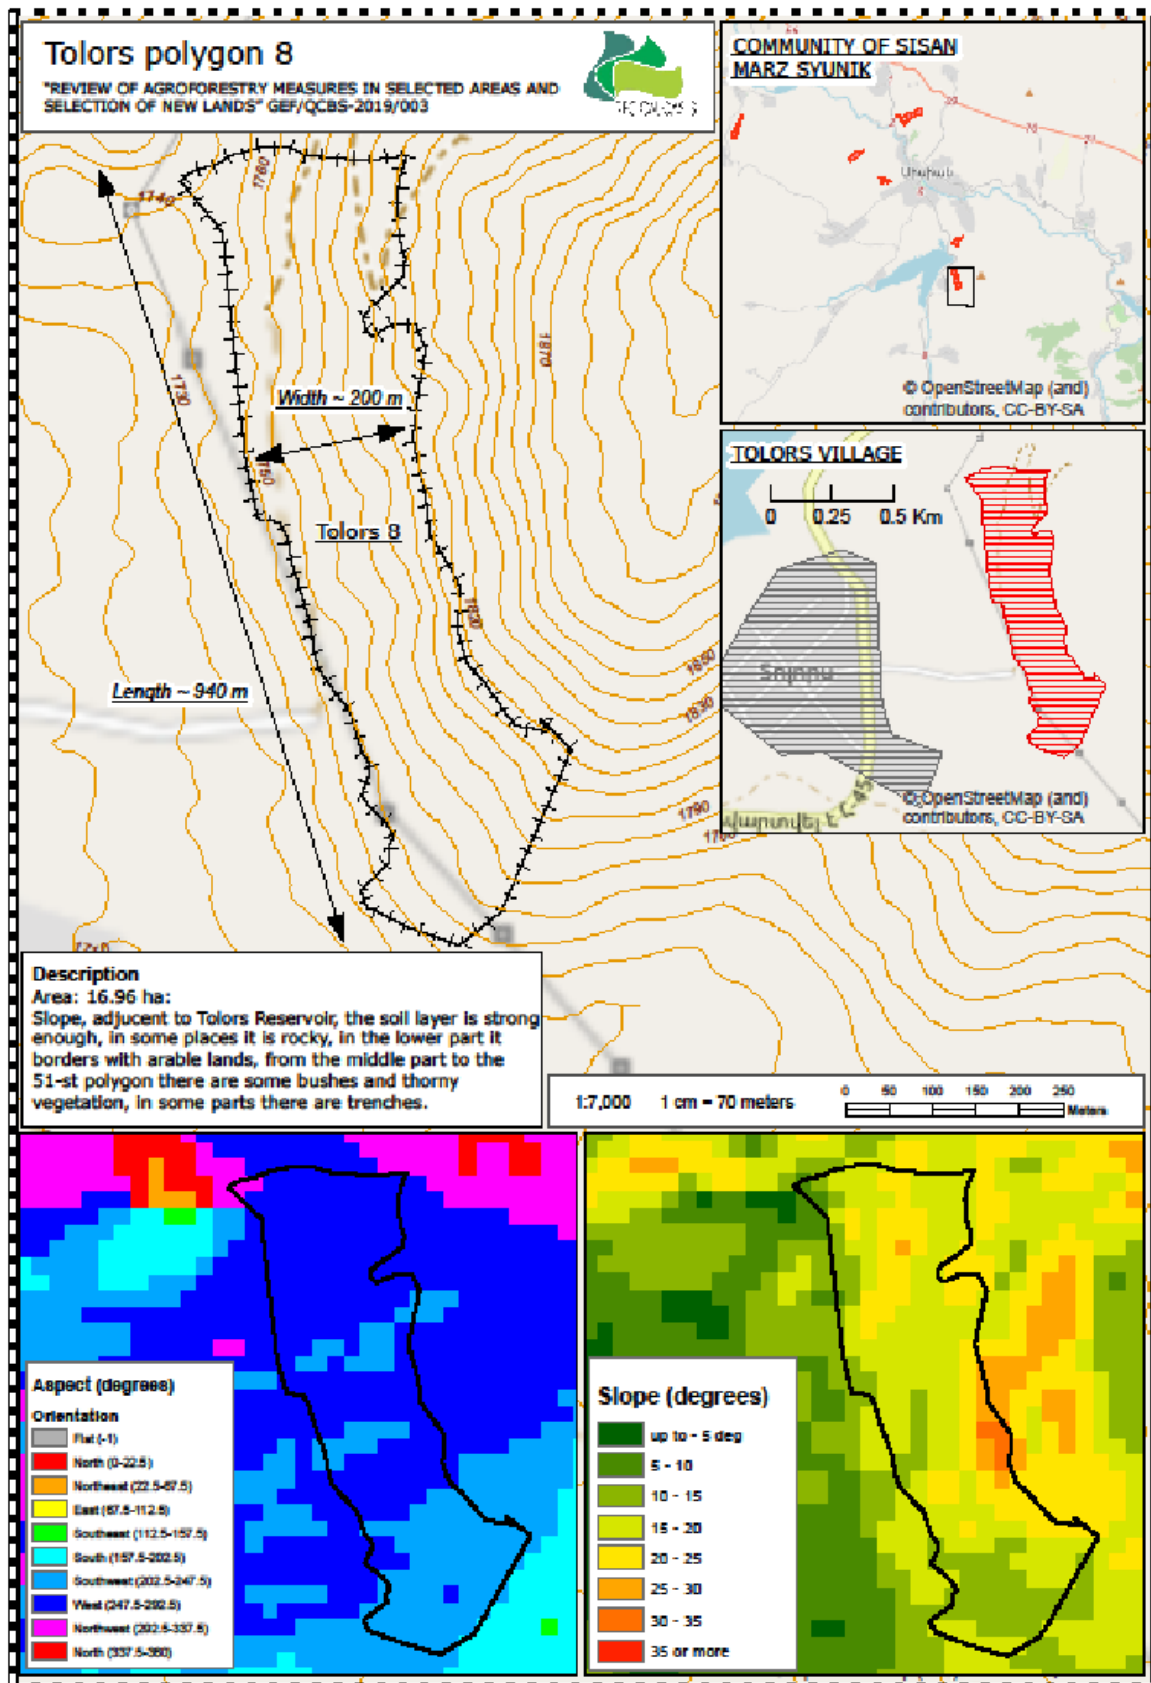 Tolors polygon 8
"REVIEW OF AGROFORESTRY MEASURES IN SELECTED AREAS AND
SELECTION OF NEW LANDS" GEF/QCBS-2019/003
COMMUNITY OF SISAN
MARZ SYUNIK
© OpenStreetMap (and)
contributors, CC-BY-SA
TOLORS VILLAGE
0 0.25 0.5 Km
Տոլորս
© OpenStreetMap (and)
contributors, CC-BY-SA
1740
1760
1730
1870
Width ~ 200 m
Tolors 8
1830
1790
Length ~ 940 m
Description
Area: 16.96 ha:
Slope, adjucent to Tolors Reservoir, the soil layer is strong
enough, in some places it is rocky, in the lower part it
borders with arable lands, from the middle part to the
51-st polygon there are some bushes and thorny
vegetation, in some parts there are trenches.
1:7,000 1 cm = 70 meters
0 50 100 150 200 250
Meters
Aspect (degrees)
Orientation
Flat (-1)
North (0-22.5)
Northeast (22.5-67.5)
East (67.5-112.5)
Southeast (112.5-157.5)
South (157.5-202.5)
Southwest (202.5-247.5)
West (247.5-292.5)
Northwest (292.5-337.5)
North (337.5-360)
Slope (degrees)
up to - 5 deg
5 - 10
10 - 15
15 - 20
20 - 25
25 - 30
30 - 35
35 or more